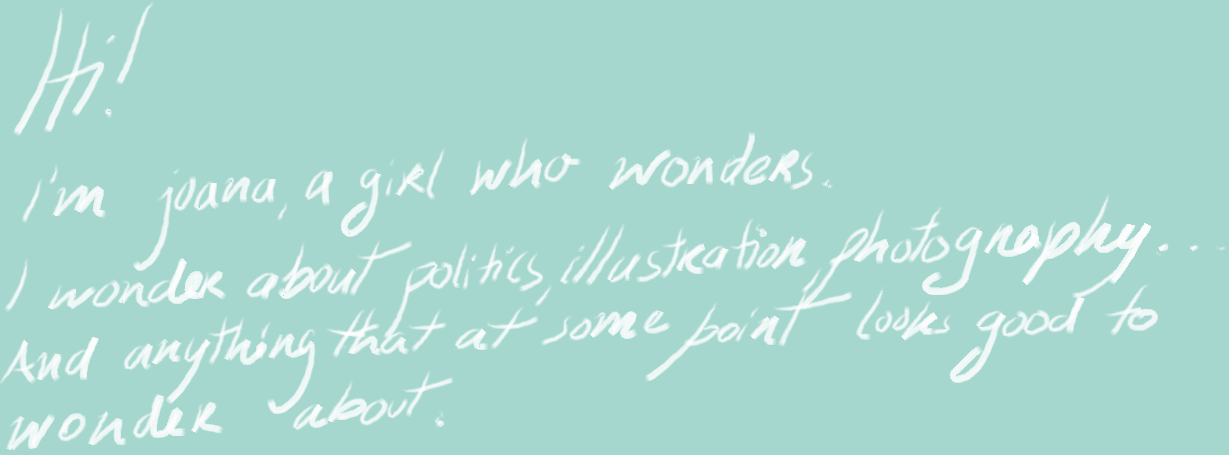 Hi!
i'm joana, a girl who wonders.
I wonder about politics, illustration, photography...
And anything that at some point looks good to
wonder about.